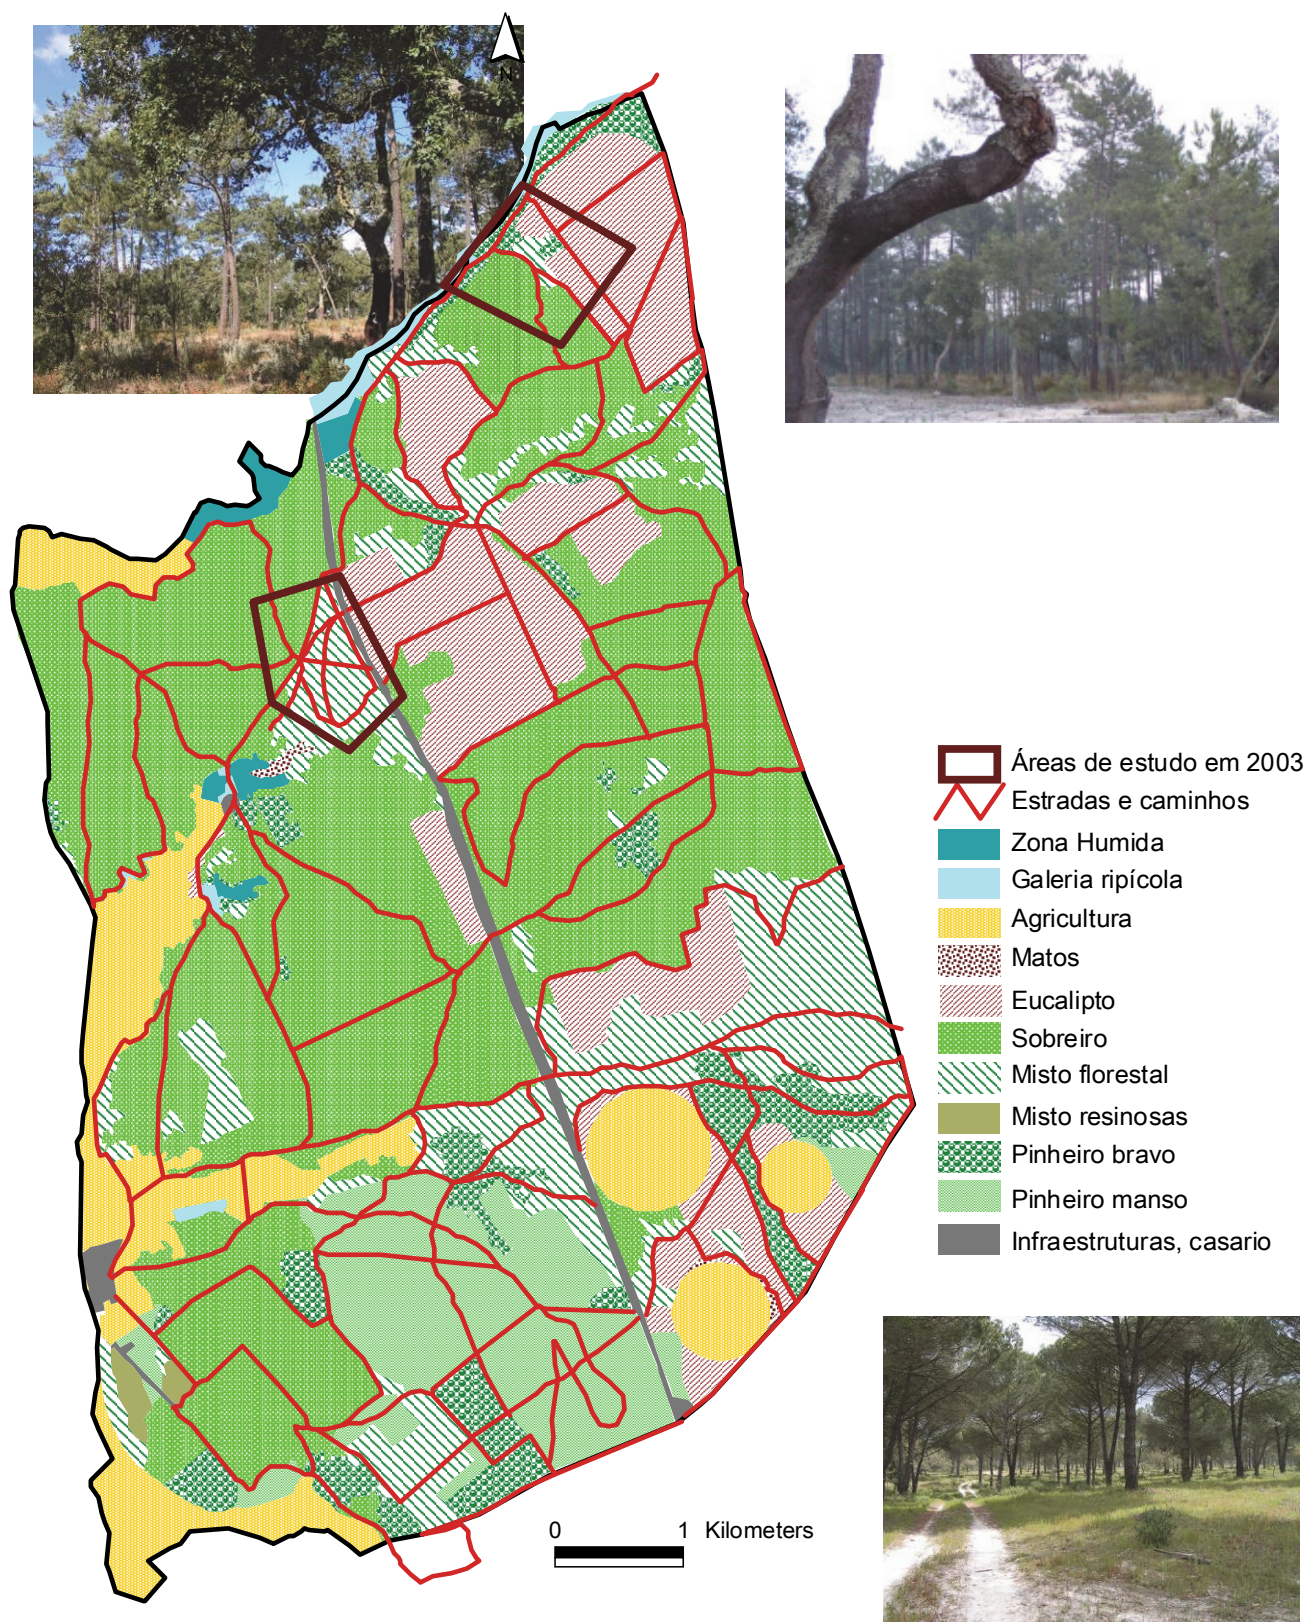 N
Áreas de estudo em 2003
Estradas e caminhos
Zona Humida
Galeria ripícola
Agricultura
Matos
Eucalipto
Sobreiro
Misto florestal
Misto resinosas
Pinheiro bravo
Pinheiro manso
Infraestruturas, casario
0 1 Kilometers